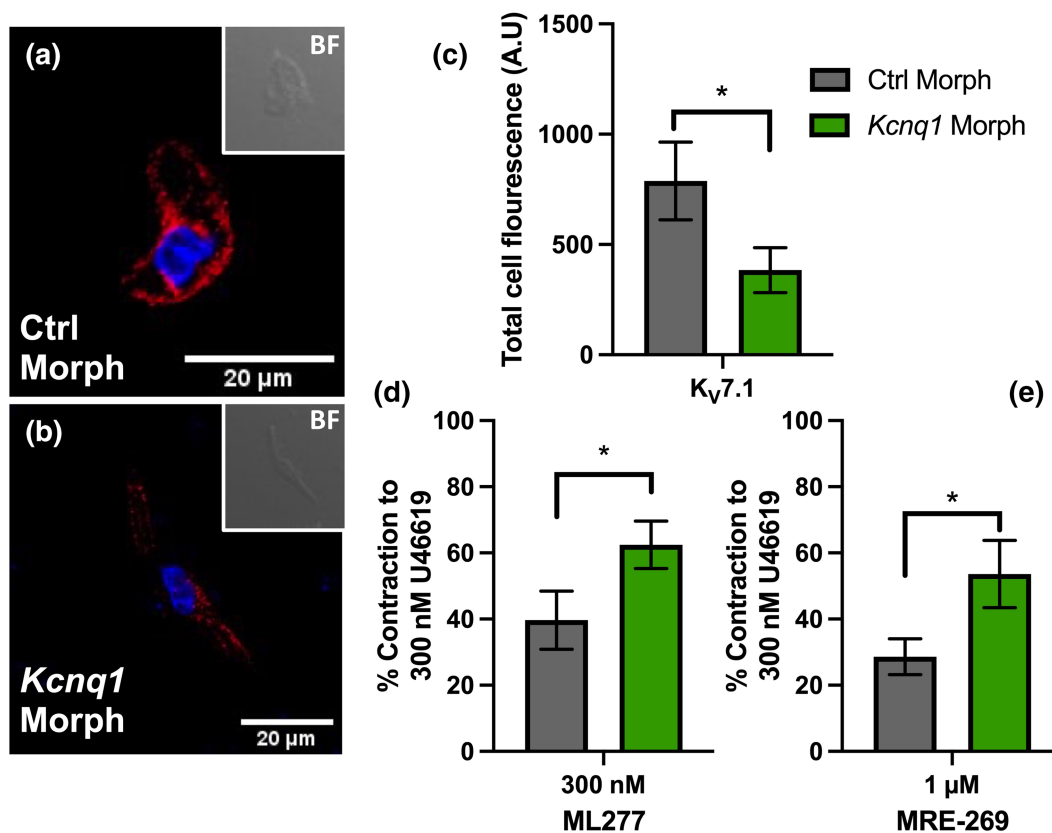 (a)
BF
Ctrl
Morph
20 µm
(b)
BF
Kcnq1
Morph
20 µm
(c)
Total cell flourescence (A.U)
1500
1000
500
0
*
KV7.1
Ctrl Morph
Kcnq1 Morph
(d)
% Contraction to
300 nM U46619
100
80
60
40
20
0
*
300 nM
ML277
(e)
% Contraction to
300 nM U46619
100
80
60
40
20
0
*
1 µM
MRE-269